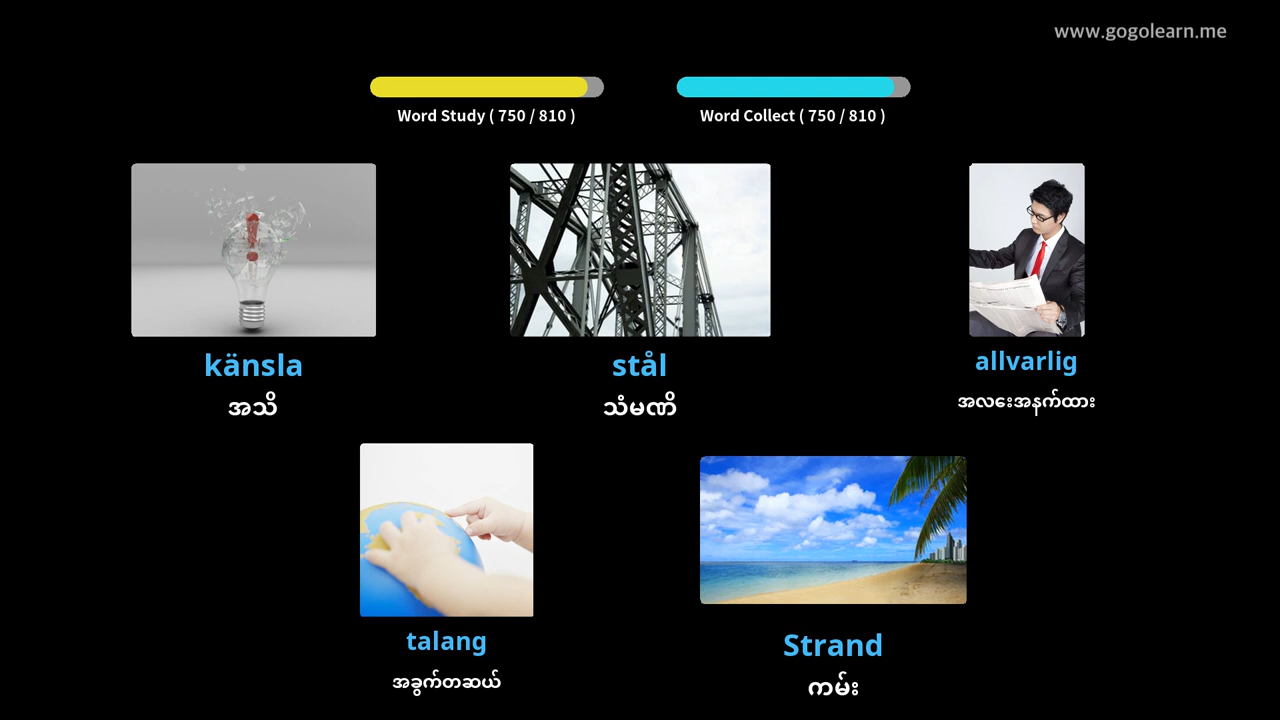 www.gogolearn.me
Word Study ( 750 / 810 )
Word Collect ( 750 / 810 )
känsla
အသိ
stål
သံမဏိ
allvarlig
အလေးအနက်ထား
talang
အခွက်တဆယ်
Strand
ကမ်း